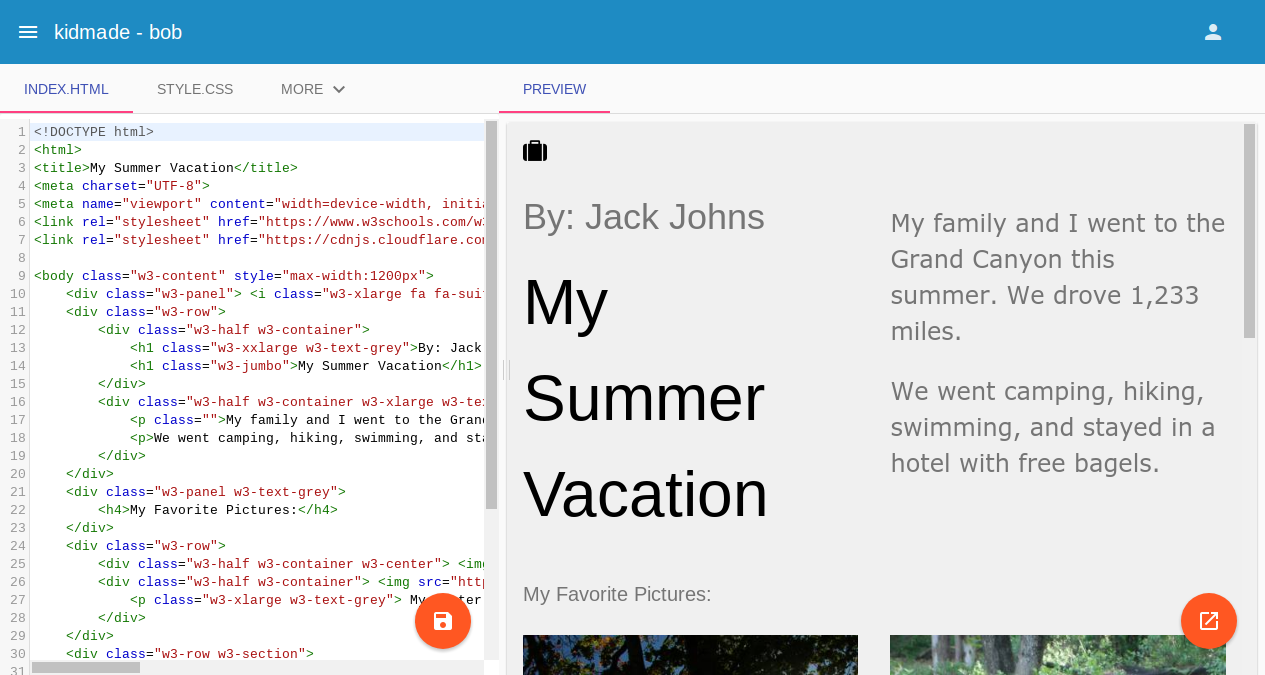 kidmade - bob
INDEX.HTML STYLE.CSS MORE
PREVIEW
1 <!DOCTYPE html>
2 <html>
3 <title>My Summer Vacation</title>
4 <meta charset="UTF-8">
5 <meta name="viewport" content="width=device-width, initia
6 <link rel="stylesheet" href="https://www.w3schools.com/w3
7 <link rel="stylesheet" href="https://cdnjs.cloudflare.com
8
9 <body class="w3-content" style="max-width:1200px">
10 <div class="w3-panel"> <i class="w3-xlarge fa fa-suit
11 <div class="w3-row">
12 <div class="w3-half w3-container">
13 <h1 class="w3-xxlarge w3-text-grey">By: Jack
14 <h1 class="w3-jumbo">My Summer Vacation</h1>
15 </div>
16 <div class="w3-half w3-container w3-xlarge w3-tex
17 <p class="">My family and I went to the Grand
18 <p>We went camping, hiking, swimming, and sta
19 </div>
20 </div>
21 <div class="w3-panel w3-text-grey">
22 <h4>My Favorite Pictures:</h4>
23 </div>
24 <div class="w3-row">
25 <div class="w3-half w3-container w3-center"> <img
26 <div class="w3-half w3-container"> <img src="http
27 <p class="w3-xlarge w3-text-grey"> My
28 </div>
29 </div>
30 <div class="w3-row w3-section">
31
By: Jack Johns
My
Summer
Vacation
My family and I went to the
Grand Canyon this
summer. We drove 1,233
miles.
We went camping, hiking,
swimming, and stayed in a
hotel with free bagels.
My Favorite Pictures: